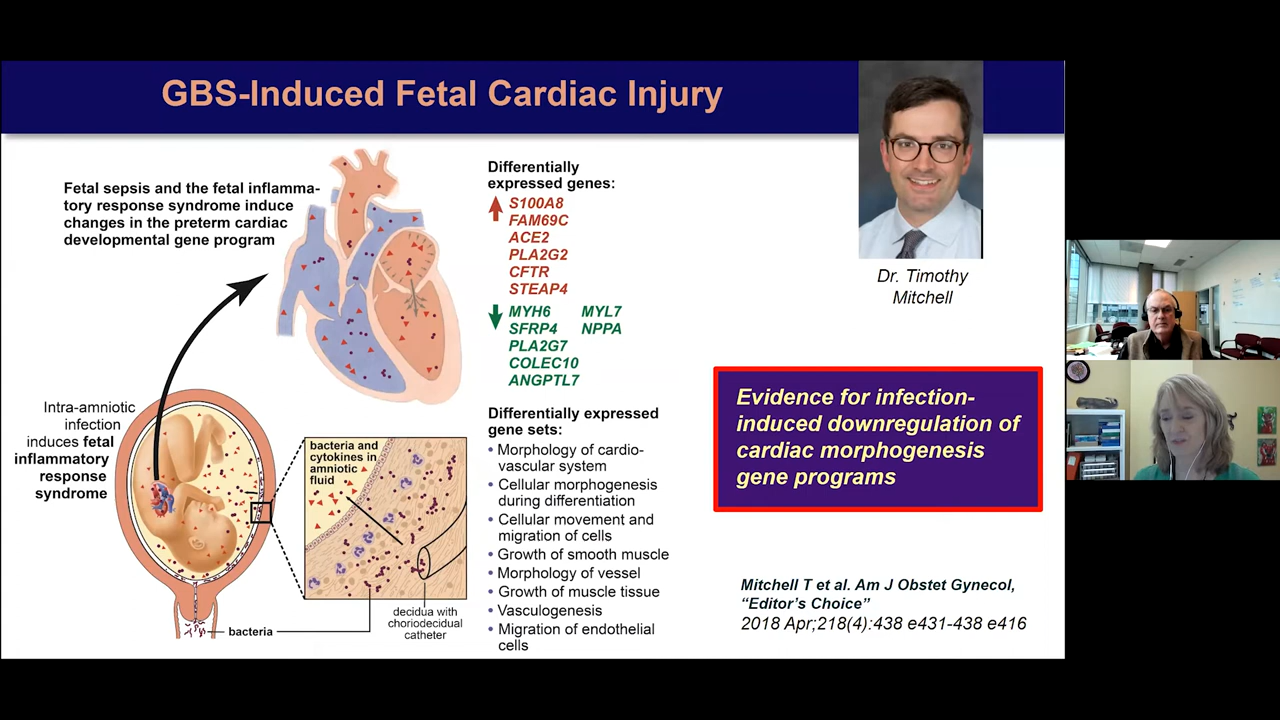 GBS-Induced Fetal Cardiac Injury
Fetal sepsis and the fetal inflamma-
tory response syndrome induce
changes in the preterm cardiac
developmental gene program
Intra-amniotic
infection
induces fetal
inflammatory
response
syndrome
bacteria and
cytokines in
amniotic
fluid
decidua with
choriodecidual
catheter
bacteria
Differentially
expressed genes:
S100A8
FAM69C
ACE2
PLA2G2
CFTR
STEAP4
MYH6 MYL7
SFRP4 NPPA
PLA2G7
COLEC10
ANGPTL7
Differentially expressed
gene sets:
• Morphology of cardio-
vascular system
• Cellular morphogenesis
during differentiation
• Cellular movement and
migration of cells
• Growth of smooth muscle
• Morphology of vessel
• Growth of muscle tissue
• Vasculogenesis
• Migration of endothelial
cells
Dr. Timothy
Mitchell
Evidence for infection-
induced downregulation of
cardiac morphogenesis
gene programs
Mitchell T et al. Am J Obstet Gynecol,
“Editor’s Choice”
2018 Apr;218(4):438 e431-438 e416